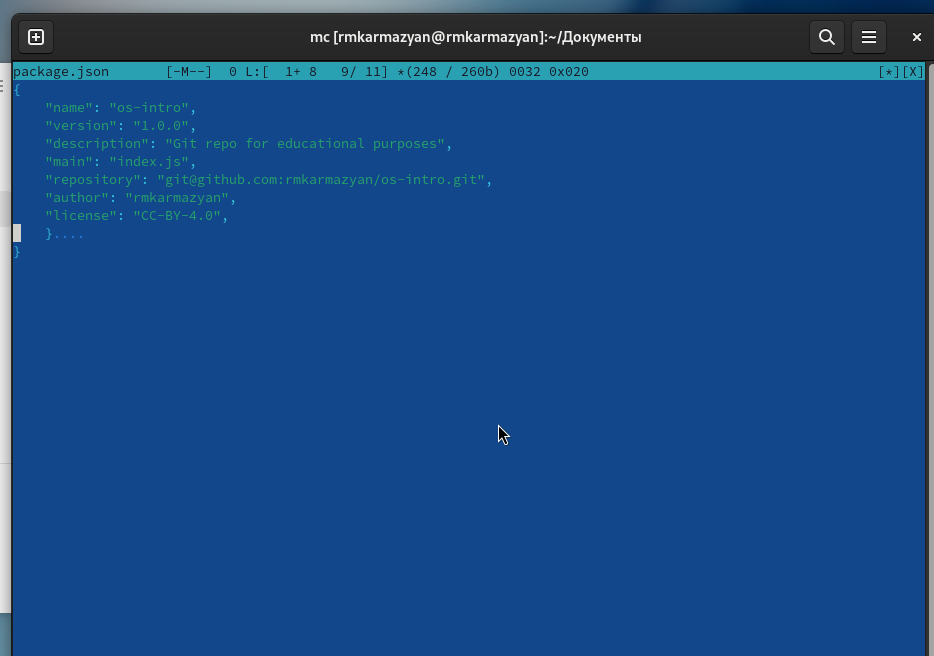 mc [rmkarmazyan@rmkarmazyan]:~/Документы
package.json       [-M--]  0 L:[  1+ 8   9/ 11] *(248 / 260b) 0032 0x020                                    [*][X]
{
    "name": "os-intro",
    "version": "1.0.0",
    "description": "Git repo for educational purposes",
    "main": "index.js",
    "repository": "git@github.com:rmkarmazyan/os-intro.git",
    "author": "rmkarmazyan",
    "license": "CC-BY-4.0",
    }....
}